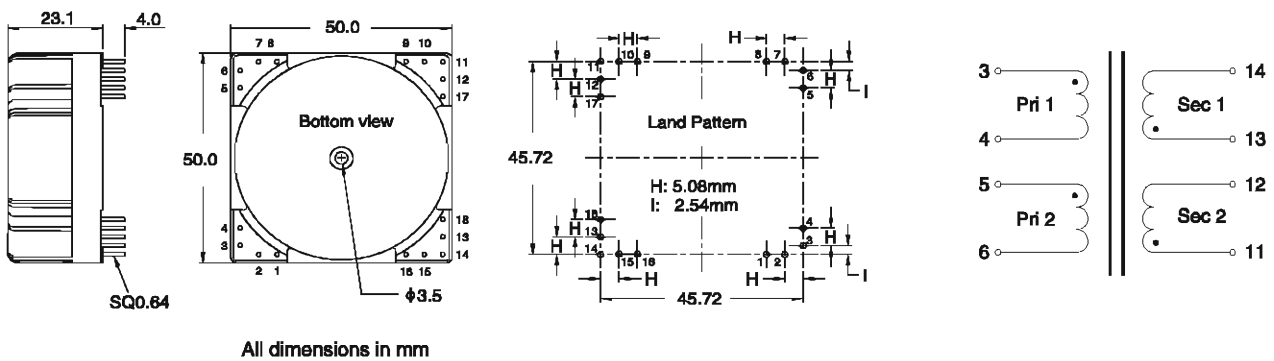 23.1
4.0
SQ0.64
50.0
50.0
7 8
9 10
6
5
11
12
17
Bottom view
4
3
18
13
14
2 1
16 15
ϕ3.5
All dimensions in mm
H
10 9
11
12
17
H
H
H
8 7
6
5
H
I
45.72
Land Pattern
H: 5.08mm
I: 2.54mm
18
13
14
H
H
15 16
H
1 2
H
4
3
H
I
45.72
3
4
5
6
Pri 1
Pri 2
Sec 1
Sec 2
14
13
12
11